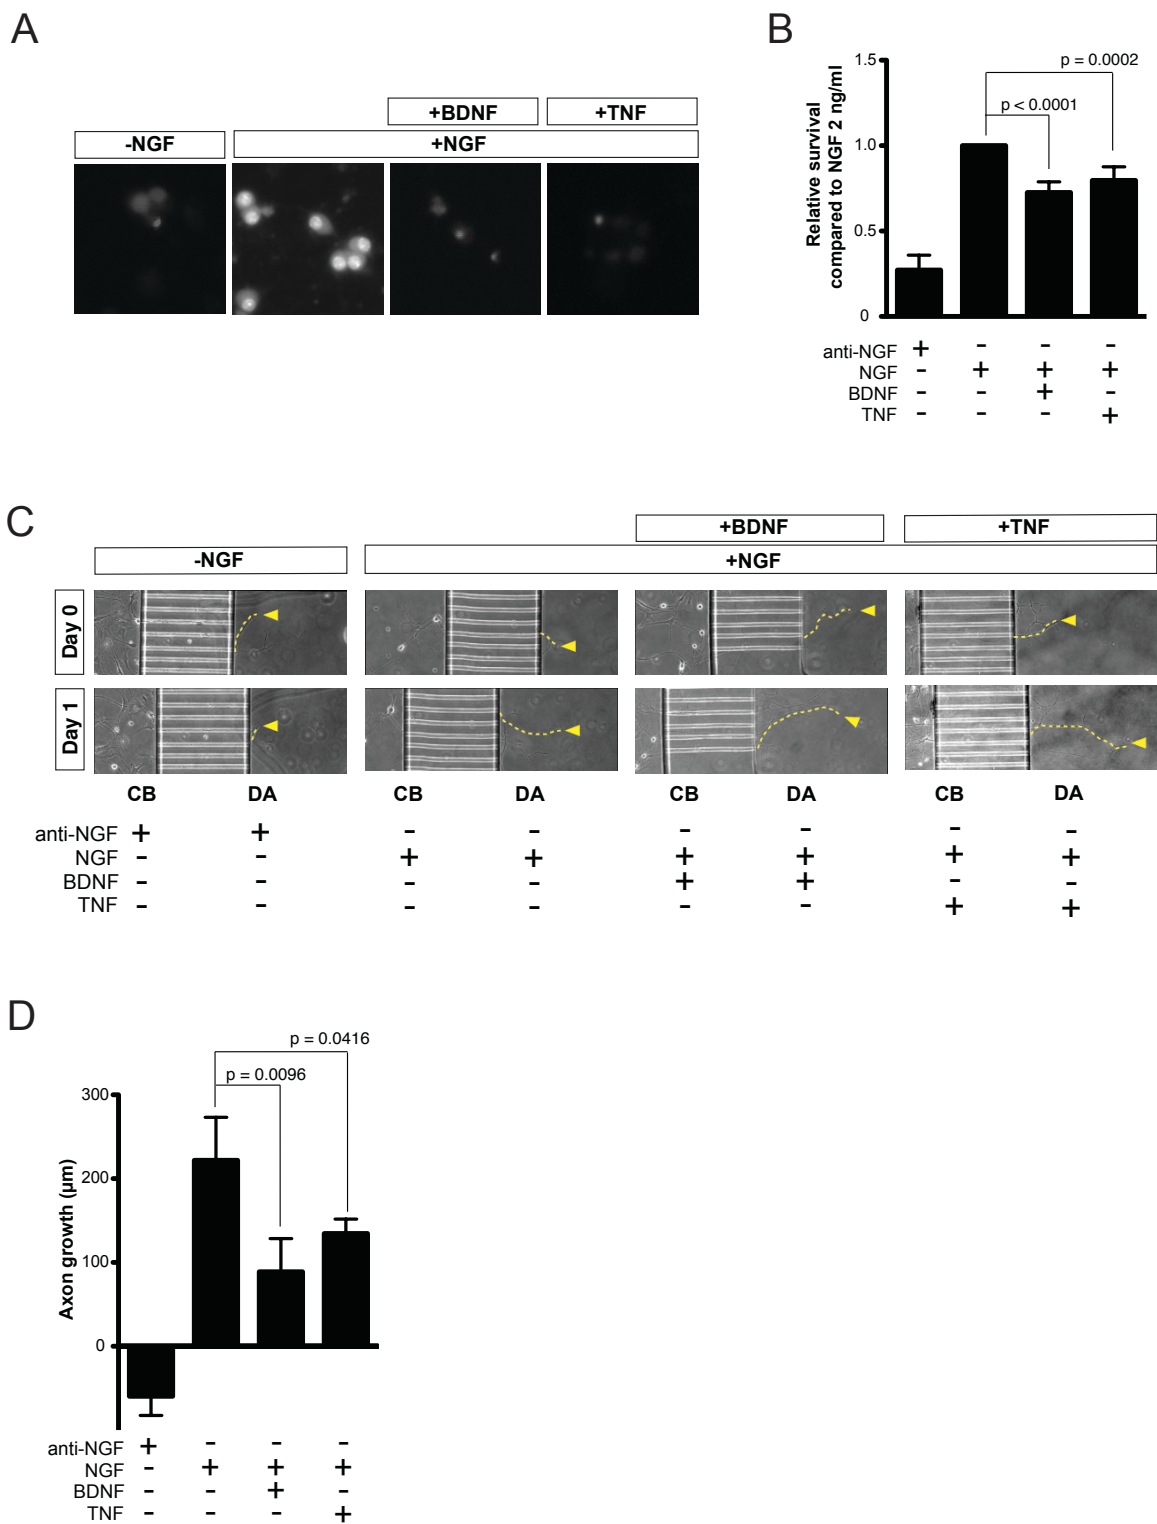 A
+BDNF +TNF
-NGF +NGF
B
Relative survival
compared to NGF 2 ng/ml
1.5
1.0
0.5
0
p = 0.0002
p < 0.0001
anti-NGF + - - -
NGF - + + +
BDNF - - + -
TNF - - - +
C
+BDNF +TNF
-NGF +NGF
Day 0
Day 1
CB DA CB DA CB DA CB DA
anti-NGF + + - - - - - -
NGF - - + + + + + +
BDNF - - - - + + - -
TNF - - - - - - + +
D
p = 0.0416
p = 0.0096
Axon growth (µm)
300
200
100
0
anti-NGF + - - -
NGF - + + +
BDNF - - + -
TNF - - - +